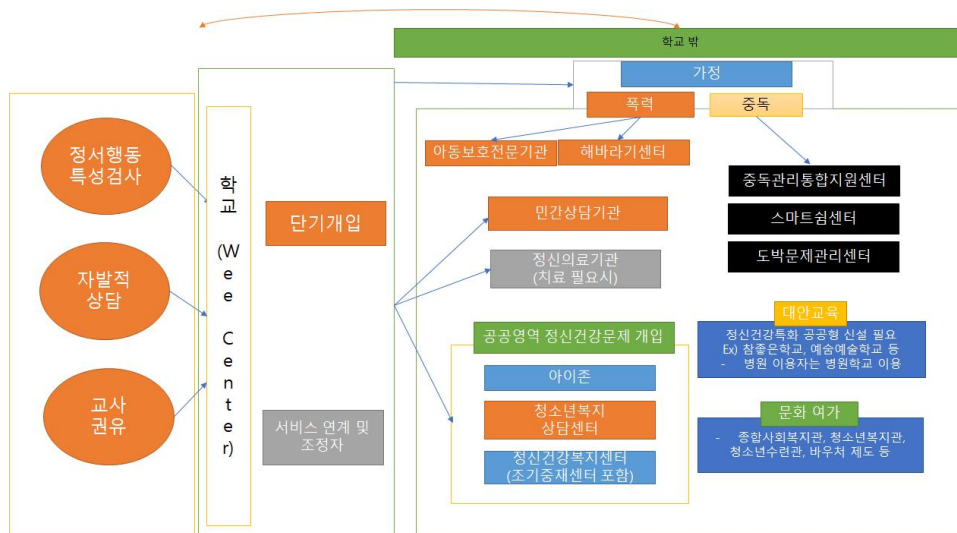 학교 밖
가정
폭력
중독
아동보호전문기관
해바라기센터
중독관리통합지원센터
스마트쉼센터
도박문제관리센터
정서행동
특성검사
자발적
상담
교사
권유
학교 (Wee Center)
단기개입
서비스 연계 및
조정자
민간상담기관
정신의료기관
(치료 필요시)
공공영역 정신건강문제 개입
아이존
청소년복지
상담센터
정신건강복지센터
(조기중재센터 포함)
대안교육
정신건강특화 공공형 신설 필요
Ex) 참좋은학교, 예술예술학교 등
- 병원 이용자는 병원학교 이용
문화 여가
- 종합사회복지관, 청소년복지관,
청소년수련관, 바우처 제도 등